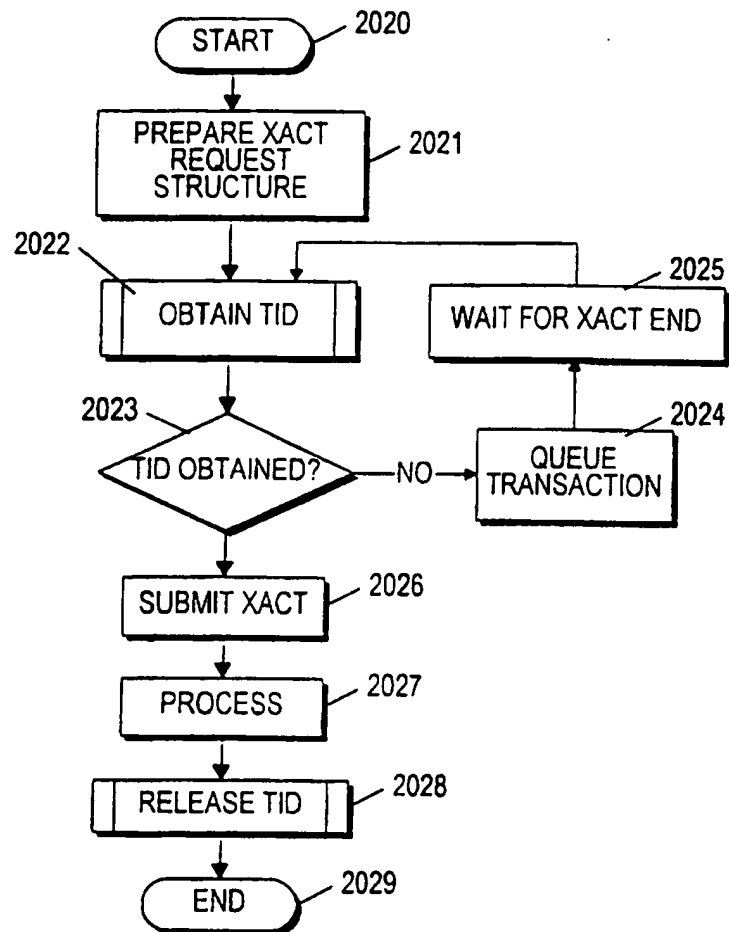 START
2020
PREPARE XACT
REQUEST
STRUCTURE
2021
2022
OBTAIN TID
2025
WAIT FOR XACT END
2023
TID OBTAINED?
NO
2024
QUEUE
TRANSACTION
SUBMIT XACT
2026
PROCESS
2027
RELEASE TID
2028
END
2029